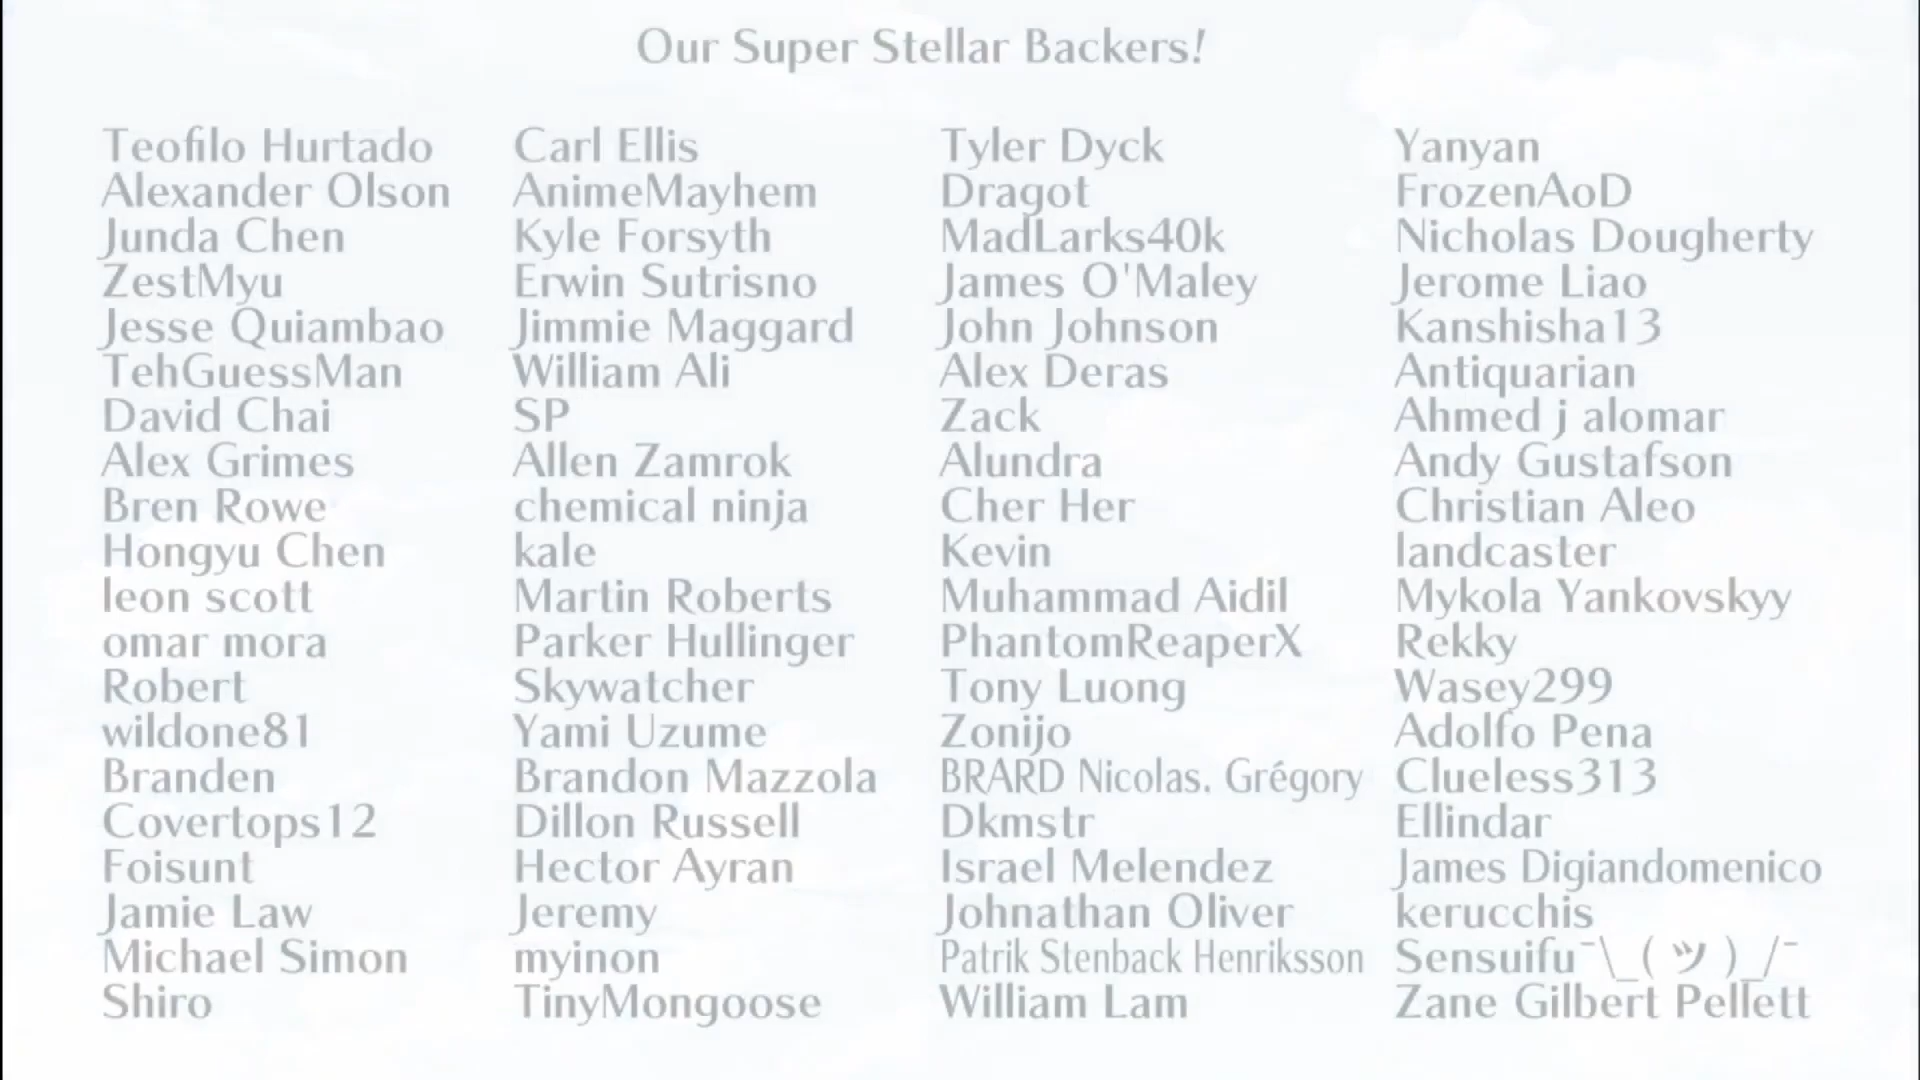 Our Super Stellar Backers!
Teofilo Hurtado
Alexander Olson
Junda Chen
ZestMyu
Jesse Quiambao
TehGuessMan
David Chai
Alex Grimes
Bren Rowe
Hongyu Chen
leon scott
omar mora
Robert
wildone81
Branden
Covertops12
Foisunt
Jamie Law
Michael Simon
Shiro
Carl Ellis
AnimeMayhem
Kyle Forsyth
Erwin Sutrisno
Jimmie Maggard
William Ali
SP
Allen Zamrok
chemical ninja
kale
Martin Roberts
Parker Hullinger
Skywatcher
Yami Uzume
Brandon Mazzola
Dillon Russell
Hector Ayran
Jeremy
myinon
TinyMongoose
Tyler Dyck
Dragot
MadLarks40k
James O'Maley
John Johnson
Alex Deras
Zack
Alundra
Cher Her
Kevin
Muhammad Aidil
PhantomReaperX
Tony Luong
Zonijo
BRARD Nicolas. Grégory
Dkmstr
Israel Melendez
Johnathan Oliver
Patrik Stenback Henriksson
William Lam
Yanyan
FrozenAoD
Nicholas Dougherty
Jerome Liao
Kanshisha13
Antiquarian
Ahmed j alomar
Andy Gustafson
Christian Aleo
landcaster
Mykola Yankovskyy
Rekky
Wasey299
Adolfo Pena
Clueless313
Ellindar
James Digiandomenico
kerucchis
Sensuifu¯\_(ツ)_/¯
Zane Gilbert Pellett